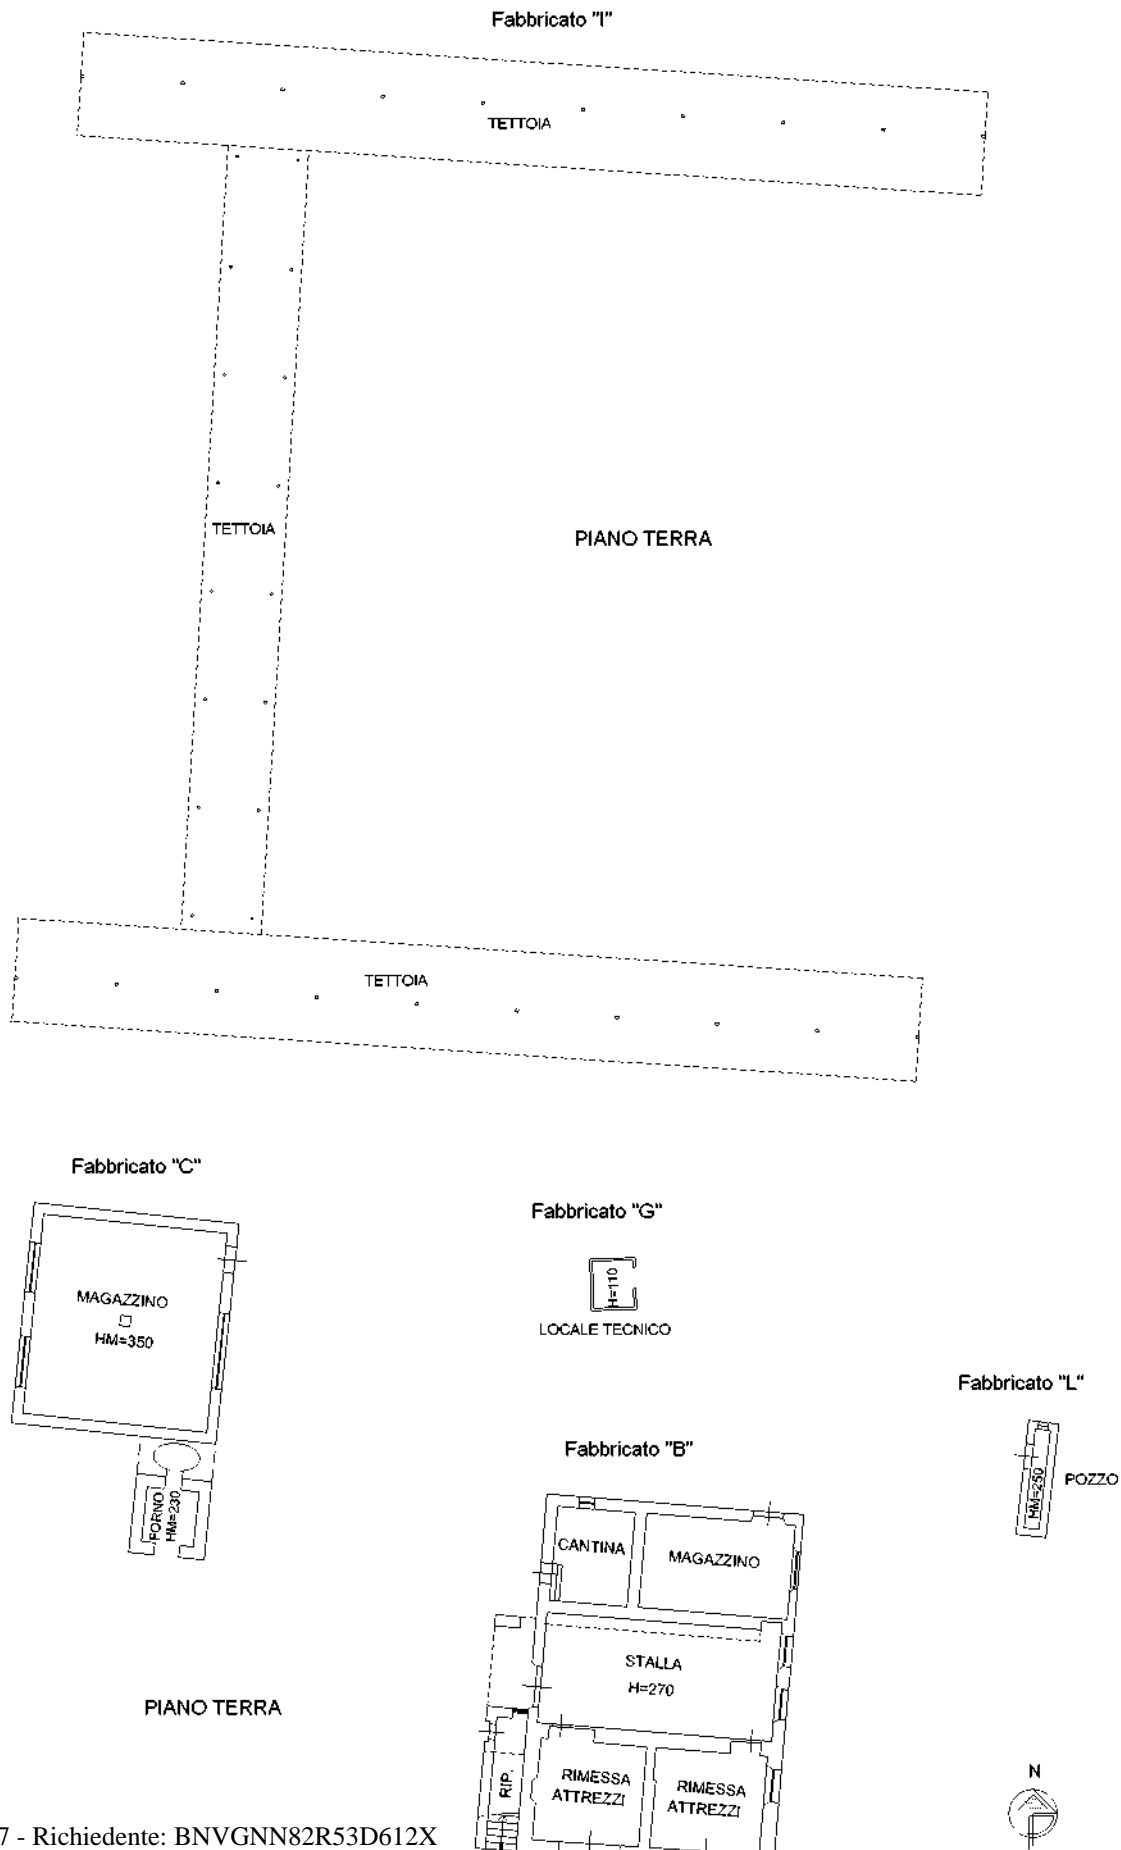 Fabbricato "I"
TETTOIA
TETTOIA
PIANO TERRA
TETTOIA
Fabbricato "C"
Fabbricato "G"
MAGAZZINO
HM=350
H=110
LOCALE TECNICO
Fabbricato "L"
Fabbricato "B"
HM=250
POZZO
FORNO
HM=230
CANTINA
MAGAZZINO
STALLA
H=270
PIANO TERRA
RIP.
RIMESSA
ATTREZZI
RIMESSA
ATTREZZI
N
7 - Richiedente: BNVGNN82R53D612X